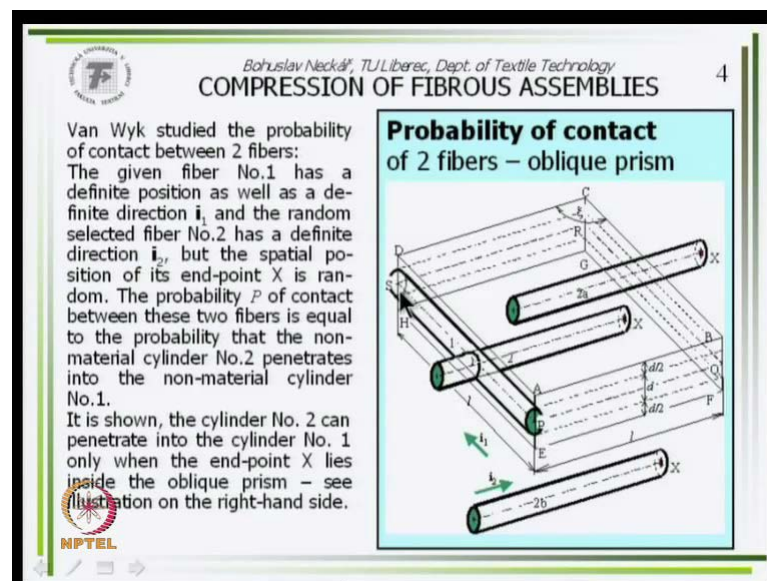 Bohuslav Neckář, TU Liberec, Dept. of Textile Technology
COMPRESSION OF FIBROUS ASSEMBLIES
4
Van Wyk studied the probability
of contact between 2 fibers:
The given fiber No.1 has a
definite position as well as a de-
finite direction i1 and the random
selected fiber No.2 has a definite
direction i2, but the spatial po-
sition of its end-point X is ran-
dom. The probability P of contact
between these two fibers is equal
to the probability that the non-
material cylinder No.2 penetrates
into the non-material cylinder
No.1.
It is shown, the cylinder No. 2 can
penetrate into the cylinder No. 1
only when the end-point X lies
inside the oblique prism – see
illustration on the right-hand side.
Probability of contact
of 2 fibers – oblique prism
C
ξ
R
D
G
X
S
2a
H
X
B
1
2
d/2
Q
A
d
F
P
d/2
l
E
l
i1
i2
X
2b
NPTEL